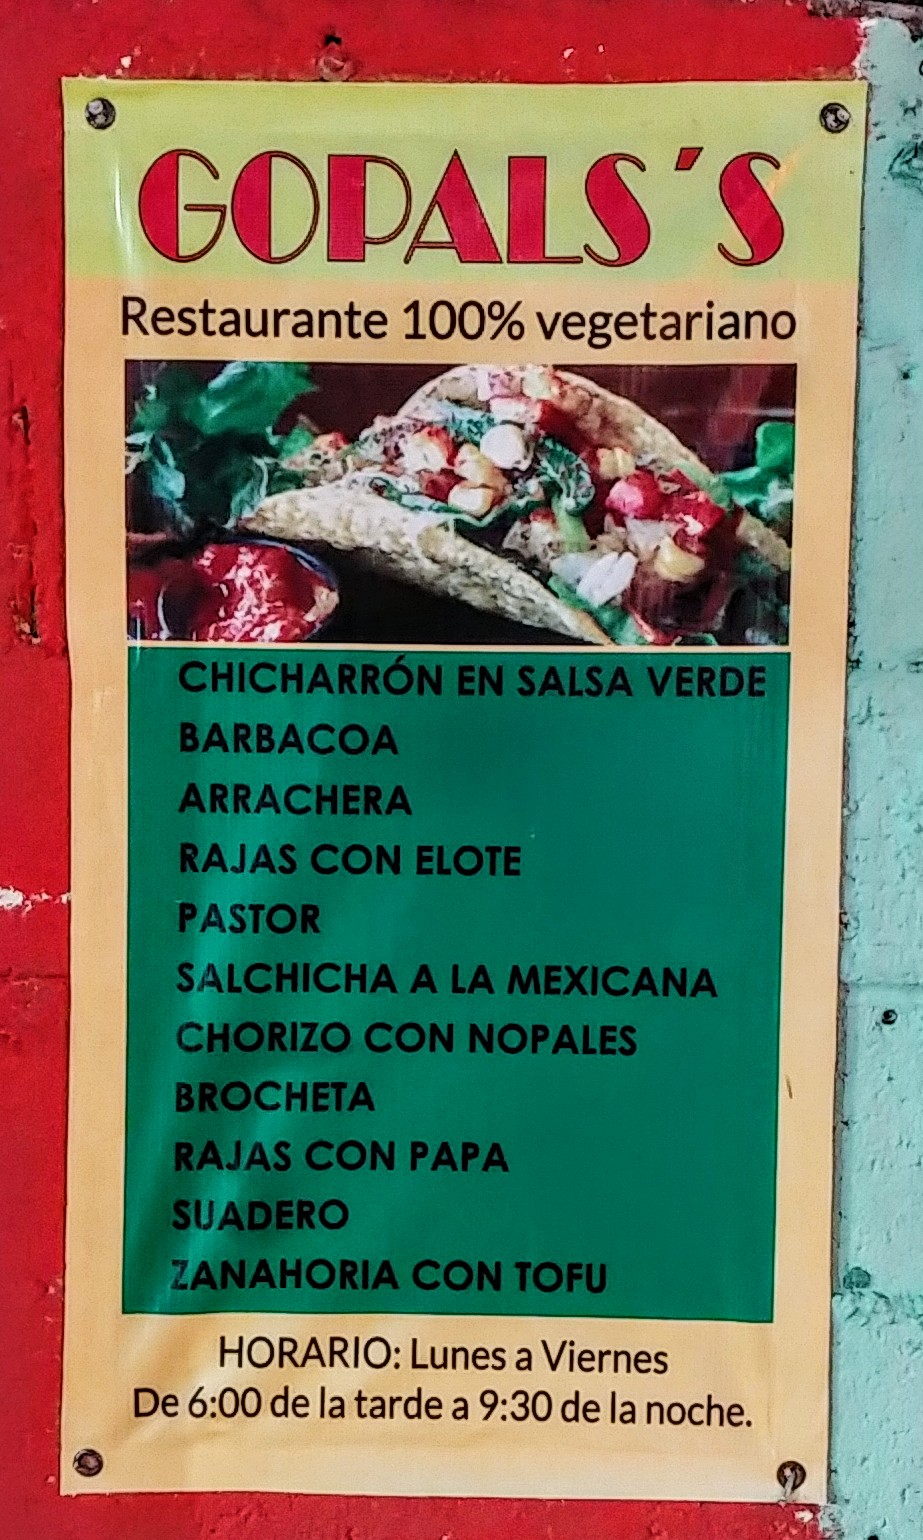 GOPALS´S
Restaurante 100% vegetariano
CHICHARRÓN EN SALSA VERDE
BARBACOA
ARRACHERA
RAJAS CON ELOTE
PASTOR
SALCHICHA A LA MEXICANA
CHORIZO CON NOPALES
BROCHETA
RAJAS CON PAPA
SUADERO
ZANAHORIA CON TOFU
HORARIO: Lunes a Viernes
De 6:00 de la tarde a 9:30 de la noche.